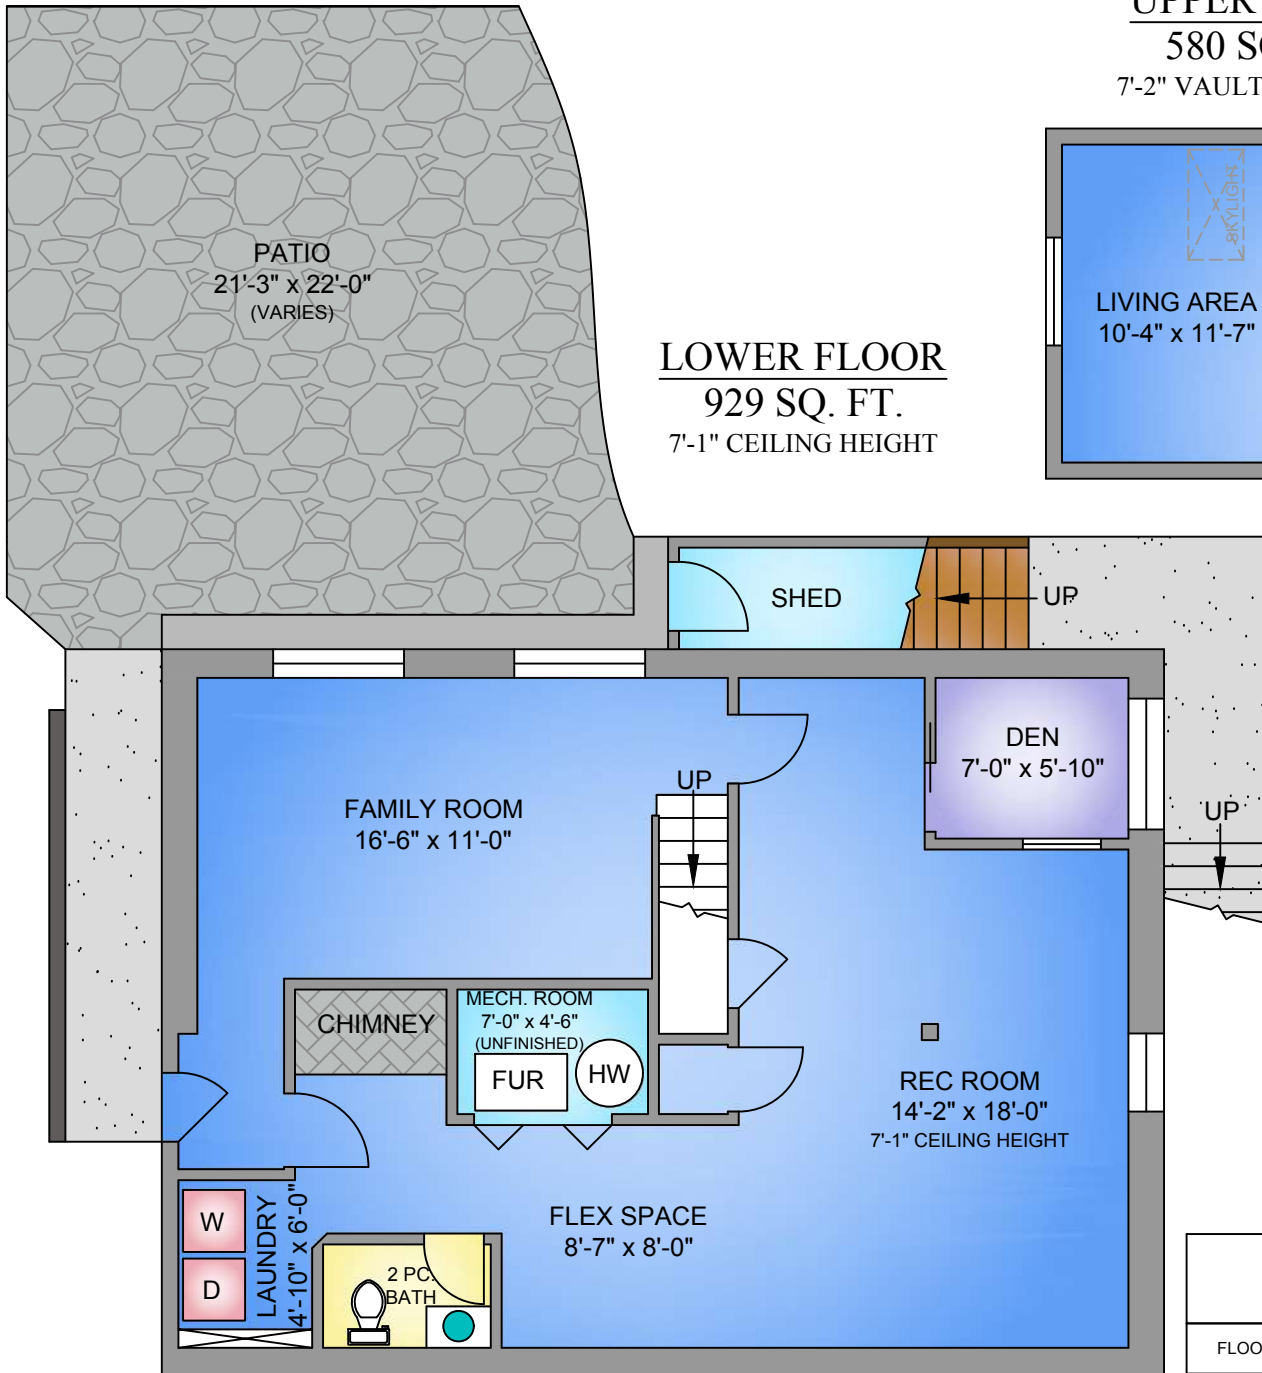 UPPER
580 SQ
7'-2" VAULT
SKYLIGHT
LIVING AREA
10'-4" x 11'-7"
PATIO
21'-3" x 22'-0"
(VARIES)
LOWER FLOOR
929 SQ. FT.
7'-1" CEILING HEIGHT
SHED
UP
DEN
7'-0" x 5'-10"
UP
UP
FAMILY ROOM
16'-6" x 11'-0"
MECH. ROOM
7'-0" x 4'-6"
(UNFINISHED)
CHIMNEY
FUR
HW
REC ROOM
14'-2" x 18'-0"
7'-1" CEILING HEIGHT
W
D
LAUNDRY
4'-10" x 6'-0"
FLEX SPACE
8'-7" x 8'-0"
2 PC.
BATH
FLOO